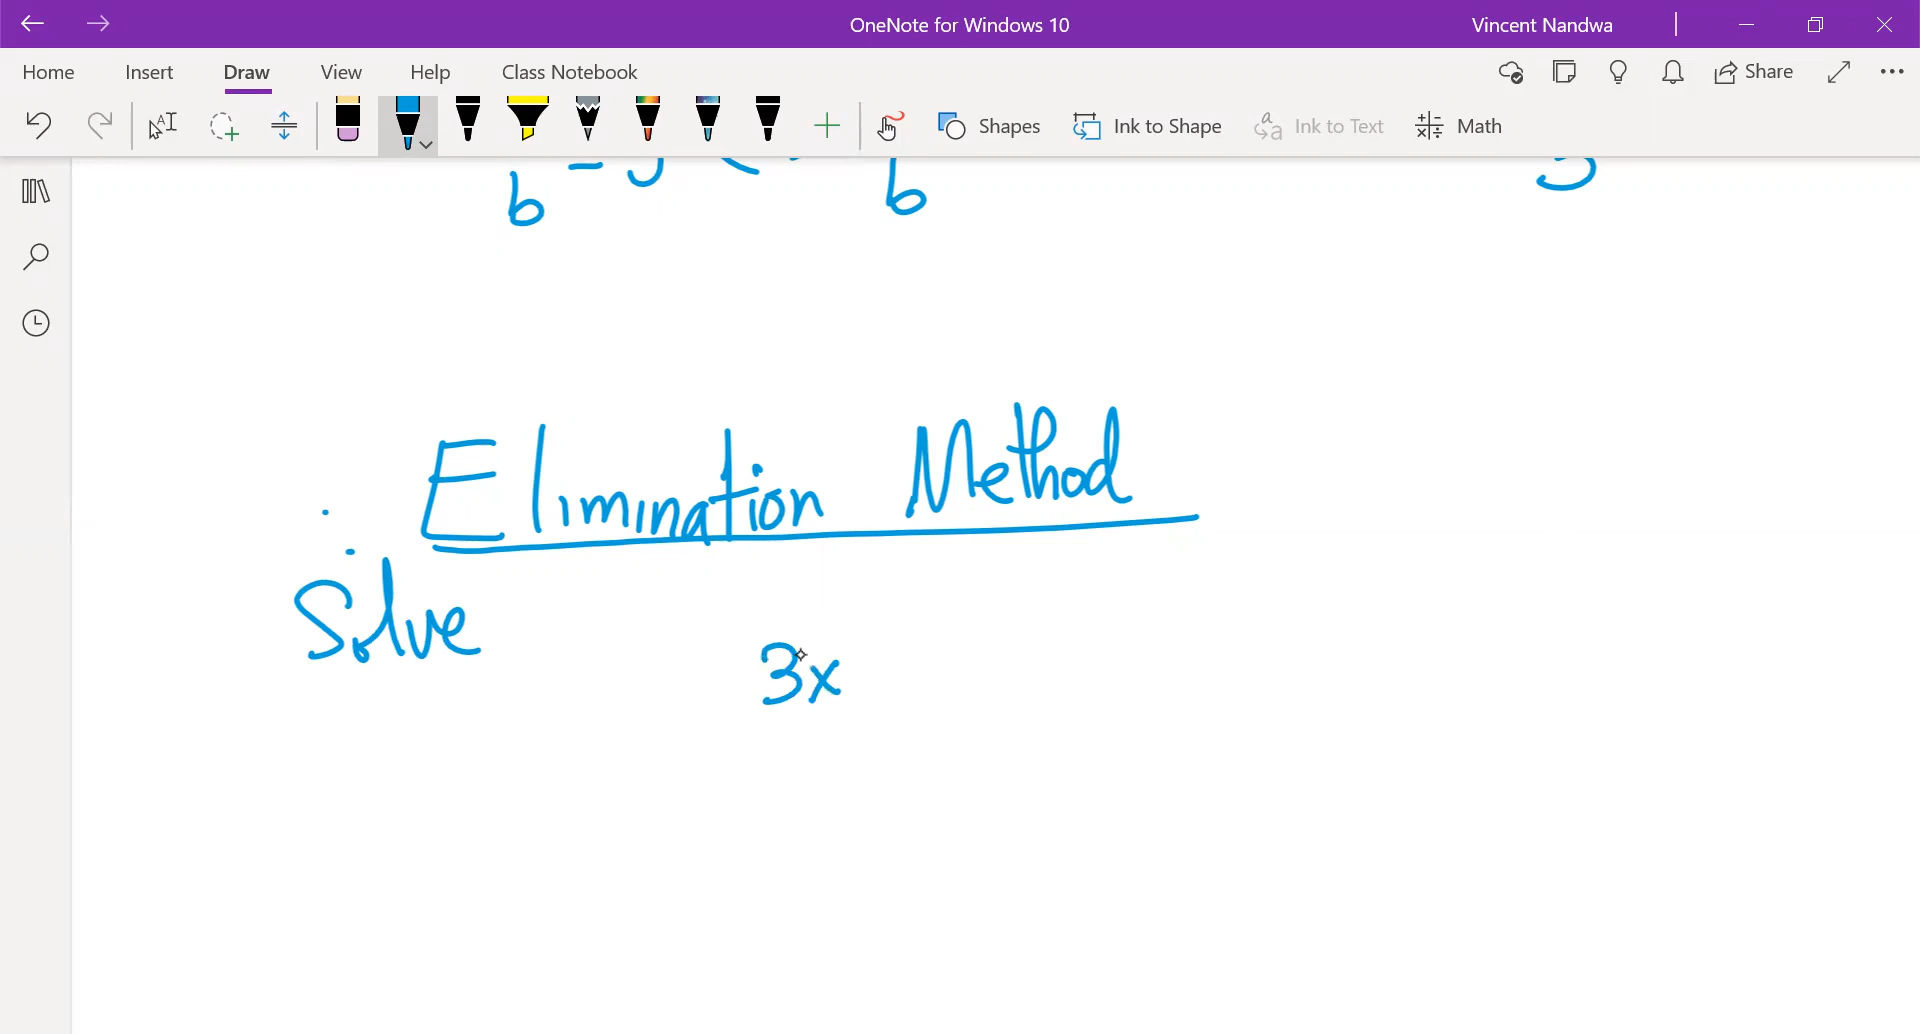 OneNote for Windows 10
Vincent Nandwa
Home Insert Draw View Help Class Notebook
Share
Shapes Ink to Shape Ink to Text Math
b b
Elimination Method
Solve
3x